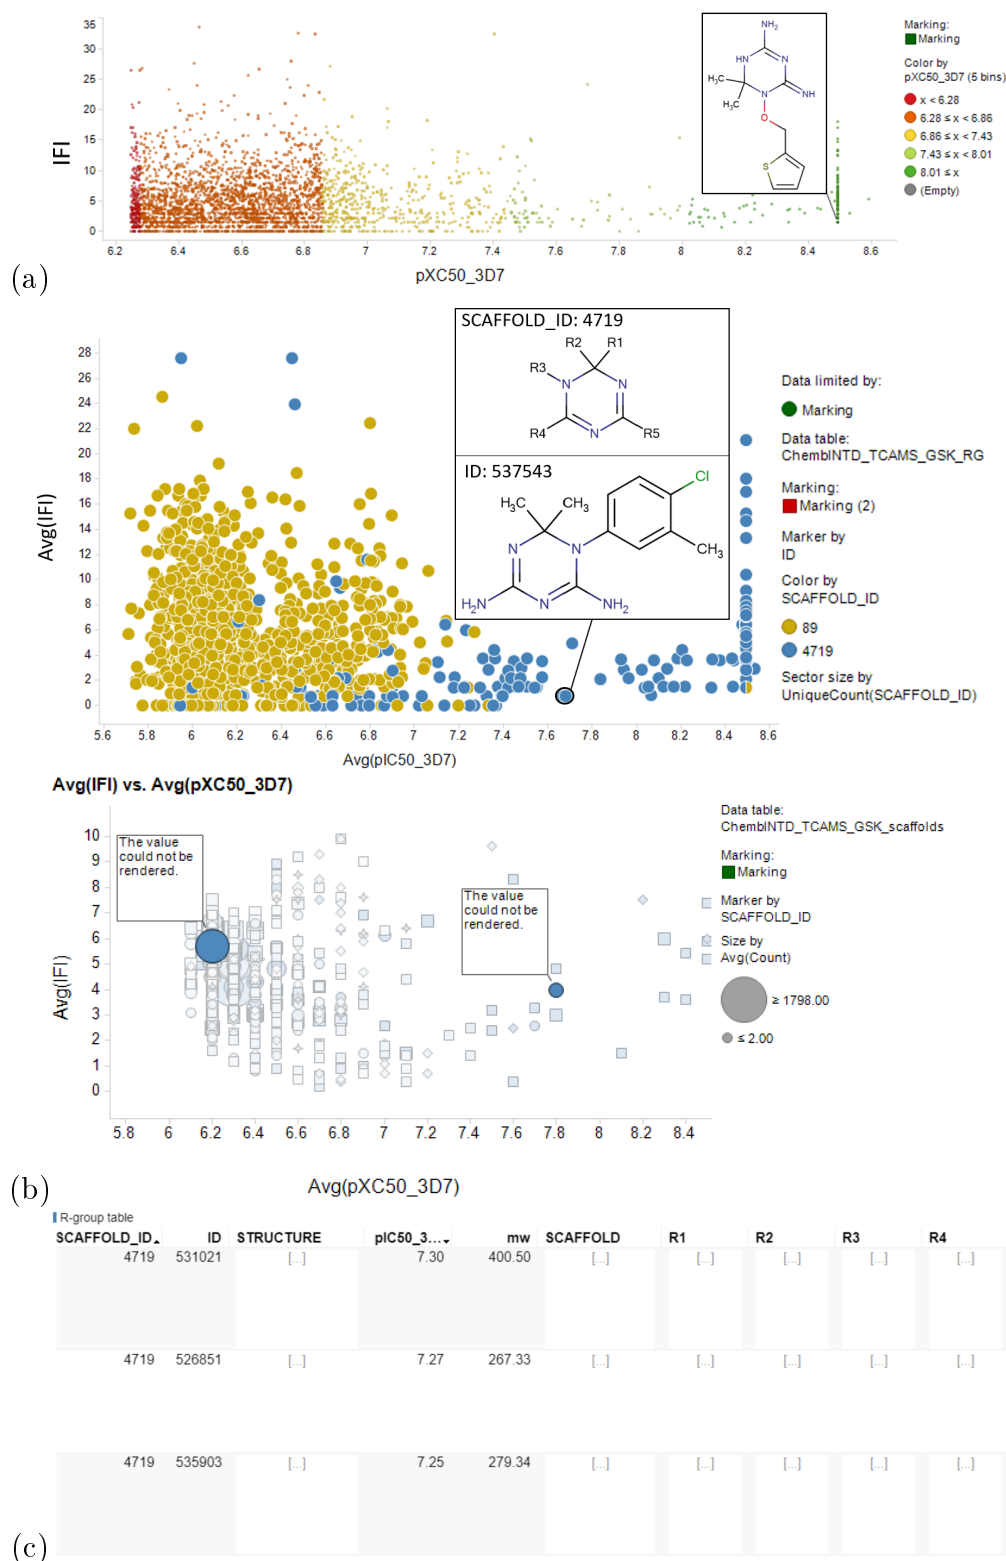 35
30
25
20
15
10
5
0
IFI
6.2 6.4 6.6 6.8 7 7.2 7.4 7.6 7.8 8 8.2 8.4 8.6
pXC50_3D7
NH₂
HN N
H₃C
H₃C
N NH
O
S
Marking:
Marking
Color by
pXC50_3D7 (5 bins)
x < 6.28
6.28 ≤ x < 6.86
6.86 ≤ x < 7.43
7.43 ≤ x < 8.01
8.01 ≤ x
(Empty)
(a)
28
26
24
22
20
18
16
14
12
10
8
6
4
2
0
Avg(IFI)
5.6 5.8 6 6.2 6.4 6.6 6.8 7 7.2 7.4 7.6 7.8 8 8.2 8.4 8.6
Avg(pIC50_3D7)
SCAFFOLD_ID: 4719
R2 R1
R3
N N
R4 N R5
ID: 537543
Cl
H₃C CH₃
CH₃
N N
H₂N N NH₂
Data limited by:
Marking
Data table:
ChemblNTD_TCAMS_GSK_RG
Marking:
Marking (2)
Marker by
ID
Color by
SCAFFOLD_ID
89
4719
Sector size by
UniqueCount(SCAFFOLD_ID)
Avg(IFI) vs. Avg(pXC50_3D7)
10
9
8
7
6
5
4
3
2
1
0
Avg(IFI)
The value
could not be
rendered.
The value
could not be
rendered.
5.8 6 6.2 6.4 6.6 6.8 7 7.2 7.4 7.6 7.8 8 8.2 8.4
Avg(pXC50_3D7)
Data table:
ChemblNTD_TCAMS_GSK_scaffolds
Marking:
Marking
Marker by
SCAFFOLD_ID
Size by
Avg(Count)
≥ 1798.00
≤ 2.00
(b)
R-group table
SCAFFOLD_ID ID STRUCTURE pIC50_3... mw SCAFFOLD R1 R2 R3 R4
4719 531021 [...] 7.30 400.50 [...] [...] [...] [...] [...]
4719 526851 [...] 7.27 267.33 [...] [...] [...] [...] [...]
4719 535903 [...] 7.25 279.34 [...] [...] [...] [...] [...]
(c)